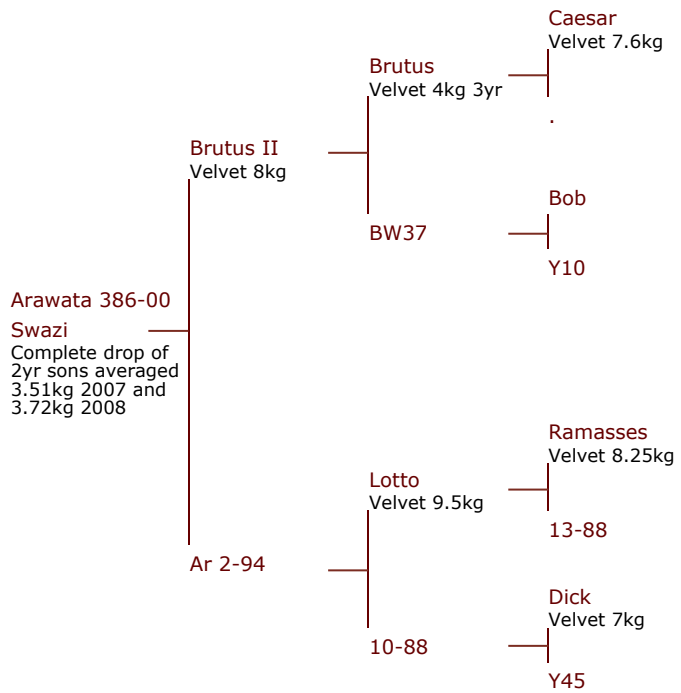 Caesar
Velvet 7.6kg
Brutus
Velvet 4kg 3yr
.
Brutus II
Velvet 8kg
Bob
BW37
Y10
Arawata 386-00
Swazi
Complete drop of
2yr sons averaged
3.51kg 2007 and
3.72kg 2008
Ramasses
Velvet 8.25kg
Lotto
Velvet 9.5kg
13-88
Ar 2-94
Dick
Velvet 7kg
10-88
Y45